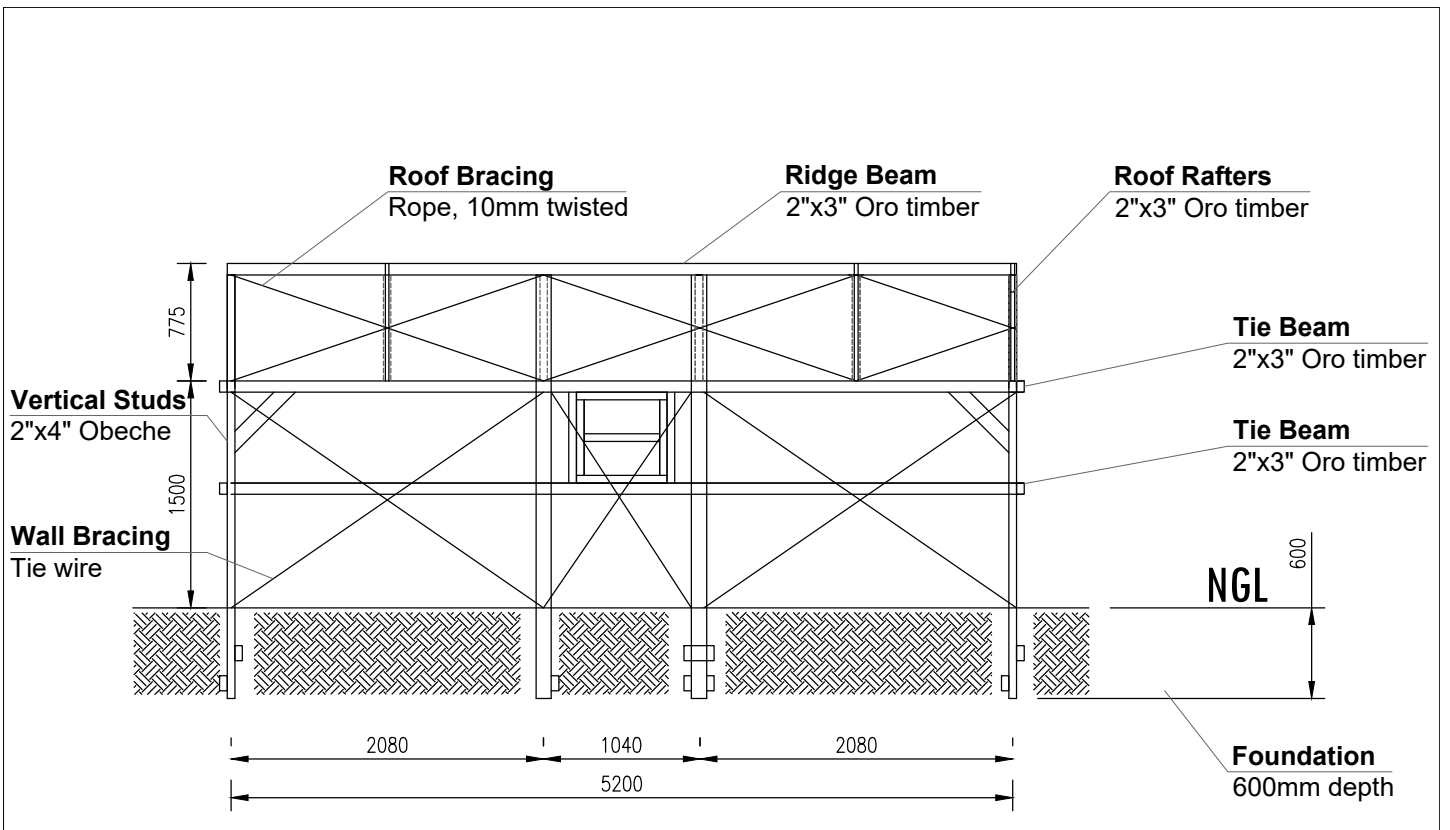 Roof Bracing
Rope, 10mm twisted
Ridge Beam
2"x3" Oro timber
Roof Rafters
2"x3" Oro timber
775
Tie Beam
2"x3" Oro timber
Vertical Studs
2"x4" Obeche
Tie Beam
2"x3" Oro timber
1500
Wall Bracing
Tie wire
NGL
600
2080
1040
2080
5200
Foundation
600mm depth